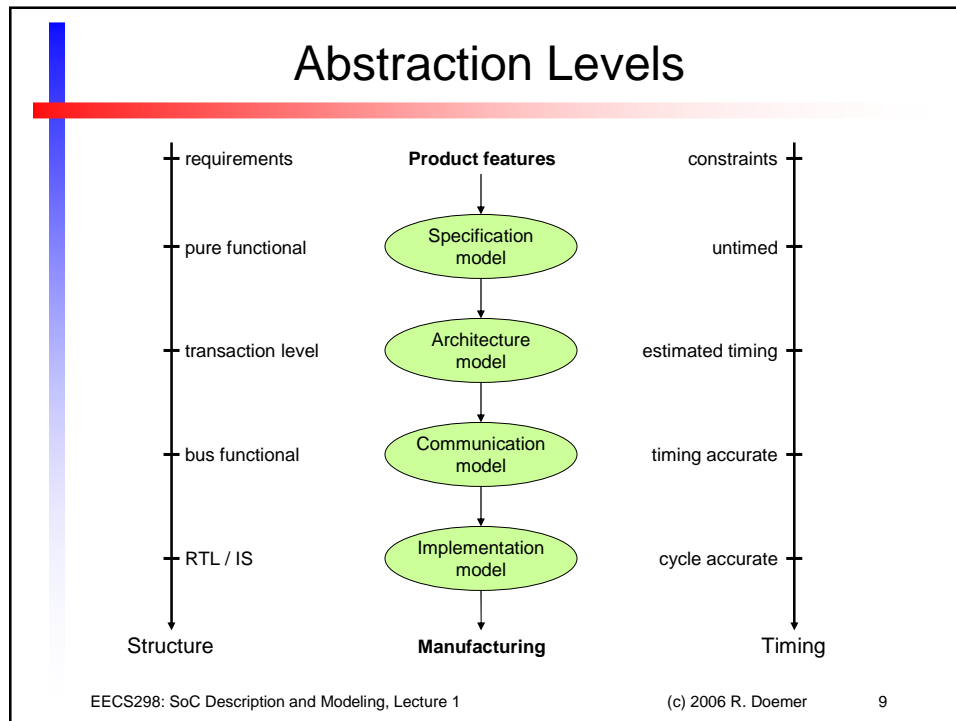 Abstraction Levels
requirements
Product features
constraints
pure functional
Specification
model
untimed
transaction level
Architecture
model
estimated timing
bus functional
Communication
model
timing accurate
RTL / IS
Implementation
model
cycle accurate
Structure
Manufacturing
Timing
EECS298: SoC Description and Modeling, Lecture 1
(c) 2006 R. Doemer
9